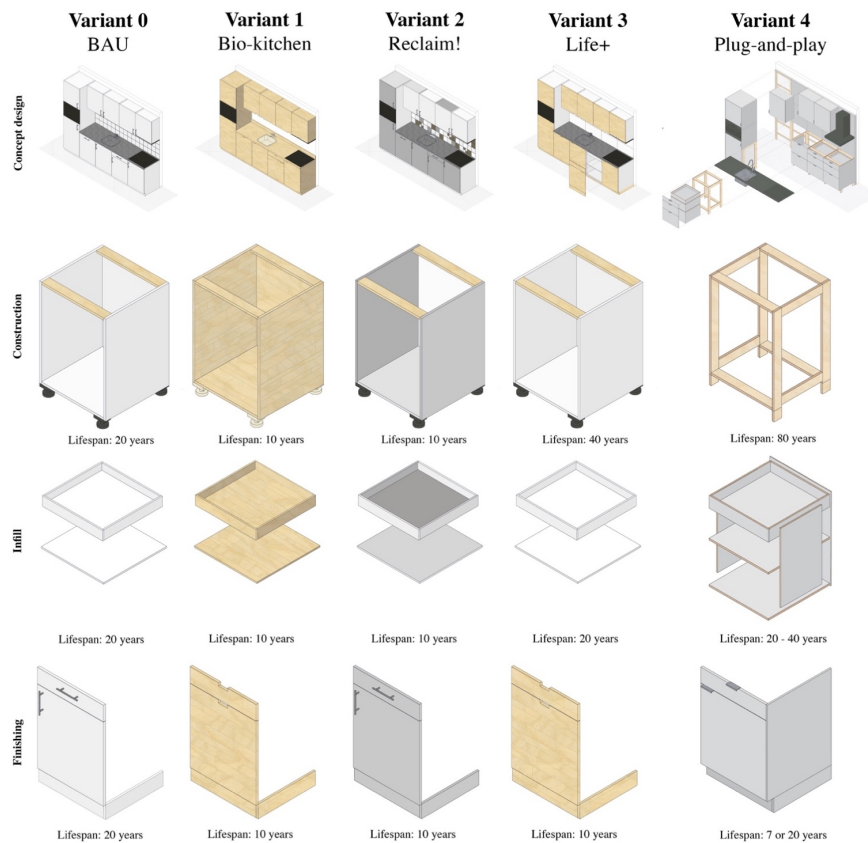 Variant 0
BAU
Variant 1
Bio-kitchen
Variant 2
Reclaim!
Variant 3
Life+
Variant 4
Plug-and-play
Concept design
Construction
Lifespan: 20 years
Lifespan: 10 years
Lifespan: 10 years
Lifespan: 40 years
Lifespan: 80 years
Infill
Lifespan: 20 years
Lifespan: 10 years
Lifespan: 10 years
Lifespan: 20 years
Lifespan: 20 - 40 years
Finishing
Lifespan: 20 years
Lifespan: 10 years
Lifespan: 10 years
Lifespan: 10 years
Lifespan: 7 or 20 years